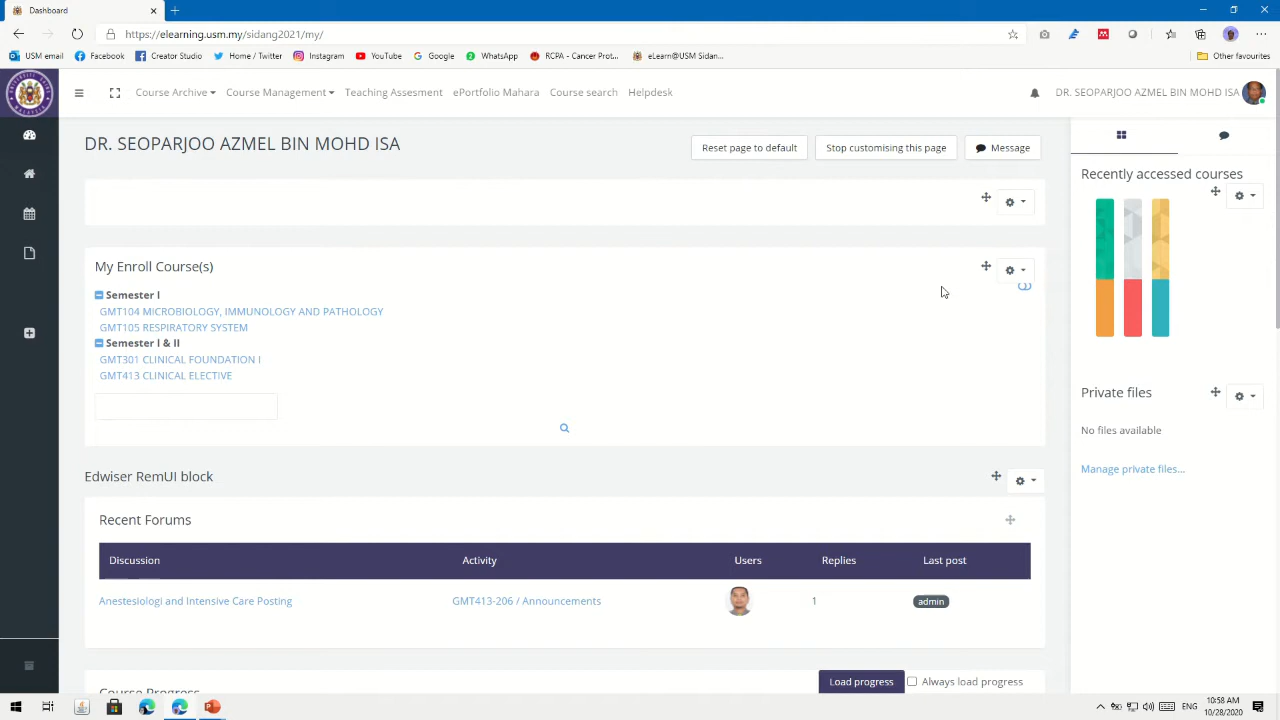 Dashboard
https://elearning.usm.my/sidang2021/my/
USM email
Facebook
Creator Studio
Home / Twitter
Instagram
YouTube
Google
WhatsApp
RCPA - Cancer Prot...
eLearn@USM Sidan...
Other favourites
Course Archive
Course Management
Teaching Assesment
ePortfolio Mahara
Course search
Helpdesk
DR. SEOPARJOO AZMEL BIN MOHD ISA
DR. SEOPARJOO AZMEL BIN MOHD ISA
Reset page to default
Stop customising this page
Message
Recently accessed courses
My Enroll Course(s)
Semester I
GMT104 MICROBIOLOGY, IMMUNOLOGY AND PATHOLOGY
GMT105 RESPIRATORY SYSTEM
Semester I & II
GMT301 CLINICAL FOUNDATION I
GMT413 CLINICAL ELECTIVE
Private files
No files available
Manage private files...
Edwiser RemUI block
Recent Forums
Discussion Activity Users Replies Last post
Anestesiologi and Intensive Care Posting GMT413-206 / Announcements 1 admin
Course Progress
Load progress
Always load progress
ENG
10:58 AM
10/28/2020